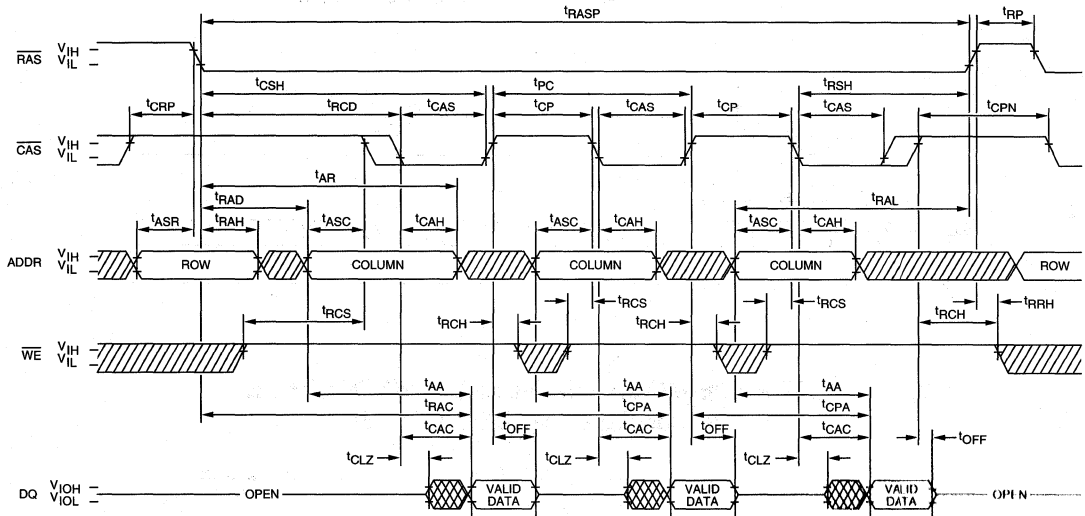 tRASP tRP
RAS VIH VIL
tCSH tPC tRSH
tCRP tRCD tCAS tCP tCAS tCP tCAS tCPN
CAS VIH VIL
tAR
tRAD tRAL
tASR tRAH tASC tCAH tASC tCAH tASC tCAH
ADDR VIH VIL ROW COLUMN COLUMN COLUMN ROW
tRCS tRCH tRCS tRCH tRCS tRCH tRRH
WE VIH VIL
tAA tAA tAA
tRAC tCPA tCPA
tCAC tOFF tCAC tOFF tCAC tOFF
tCLZ tCLZ tCLZ
DQ VIOH VIOL OPEN VALID DATA VALID DATA VALID DATA OPEN